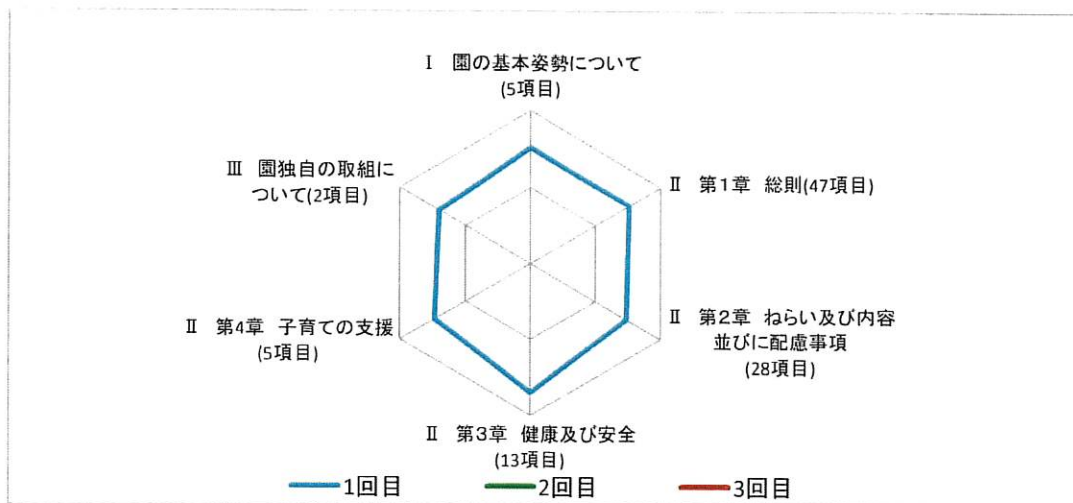 Ⅰ 園の基本姿勢について
(5項目)
Ⅲ 園独自の取組に
ついて(2項目)
Ⅱ 第1章 総則(47項目)
Ⅱ 第4章 子育ての支援
(5項目)
Ⅱ 第2章 ねらい及び内容
並びに配慮事項
(28項目)
Ⅱ 第3章 健康及び安全
(13項目)
1回目 2回目 3回目